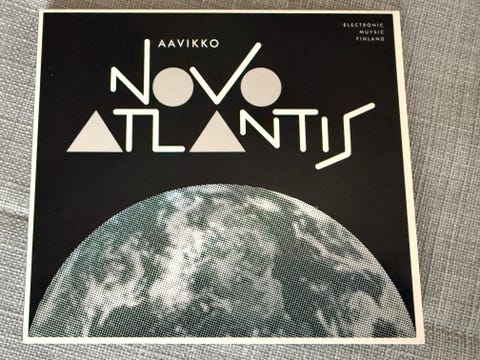 AAVIKKO
ELECTRONIC
MUYSIC
FINLAND
NOVO
ATLANTIS